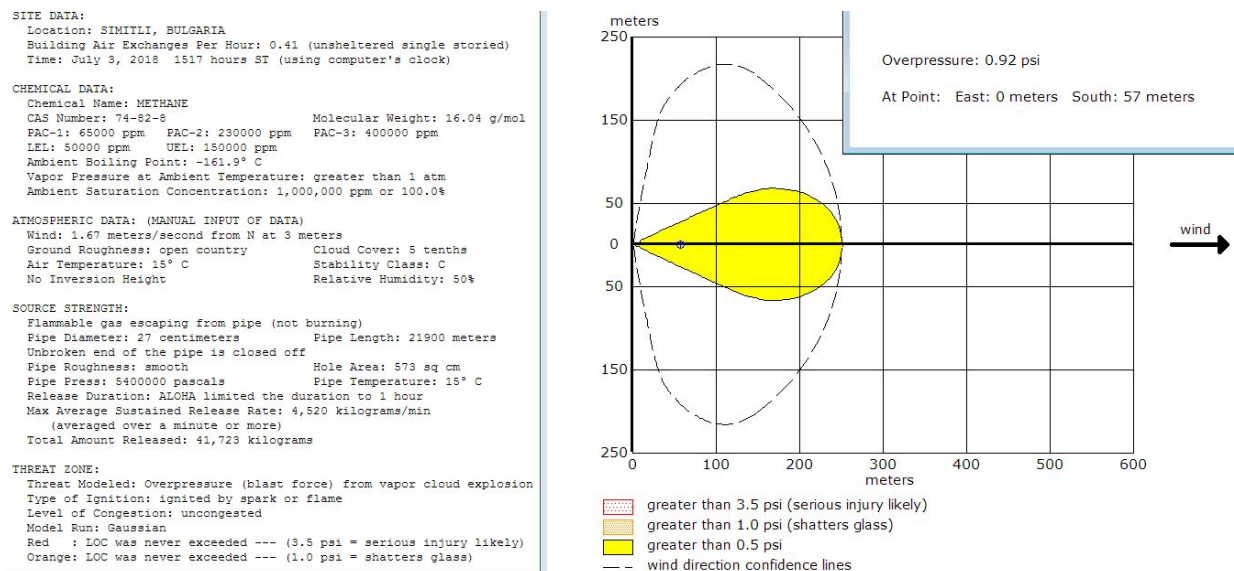 SITE DATA:
Location: SIMITLI, BULGARIA
Building Air Exchanges Per Hour: 0.41 (unsheltered single storied)
Time: July 3, 2018 1517 hours ST (using computer's clock)
CHEMICAL DATA:
Chemical Name: METHANE
CAS Number: 74-82-8 Molecular Weight: 16.04 g/mol
PAC-1: 65000 ppm PAC-2: 230000 ppm PAC-3: 400000 ppm
LEL: 50000 ppm UEL: 150000 ppm
Ambient Boiling Point: -161.9° C
Vapor Pressure at Ambient Temperature: greater than 1 atm
Ambient Saturation Concentration: 1,000,000 ppm or 100.0%
ATMOSPHERIC DATA: (MANUAL INPUT OF DATA)
Wind: 1.67 meters/second from N at 3 meters
Ground Roughness: open country Cloud Cover: 5 tenths
Air Temperature: 15° C Stability Class: C
No Inversion Height Relative Humidity: 50%
SOURCE STRENGTH:
Flammable gas escaping from pipe (not burning)
Pipe Diameter: 27 centimeters Pipe Length: 21900 meters
Unbroken end of the pipe is closed off
Pipe Roughness: smooth Hole Area: 573 sq cm
Pipe Press: 5400000 pascals Pipe Temperature: 15° C
Release Duration: ALOHA limited the duration to 1 hour
Max Average Sustained Release Rate: 4,520 kilograms/min
(averaged over a minute or more)
Total Amount Released: 41,723 kilograms
THREAT ZONE:
Threat Modeled: Overpressure (blast force) from vapor cloud explosion
Type of Ignition: ignited by spark or flame
Level of Congestion: uncongested
Model Run: Gaussian
Red : LOC was never exceeded --- (3.5 psi = serious injury likely)
Orange: LOC was never exceeded --- (1.0 psi = shatters glass)
meters
250
150
50
0
50
150
250
0 100 200 300 400 500 600
meters
Overpressure: 0.92 psi
At Point: East: 0 meters South: 57 meters
wind
greater than 3.5 psi (serious injury likely)
greater than 1.0 psi (shatters glass)
greater than 0.5 psi
wind direction confidence lines